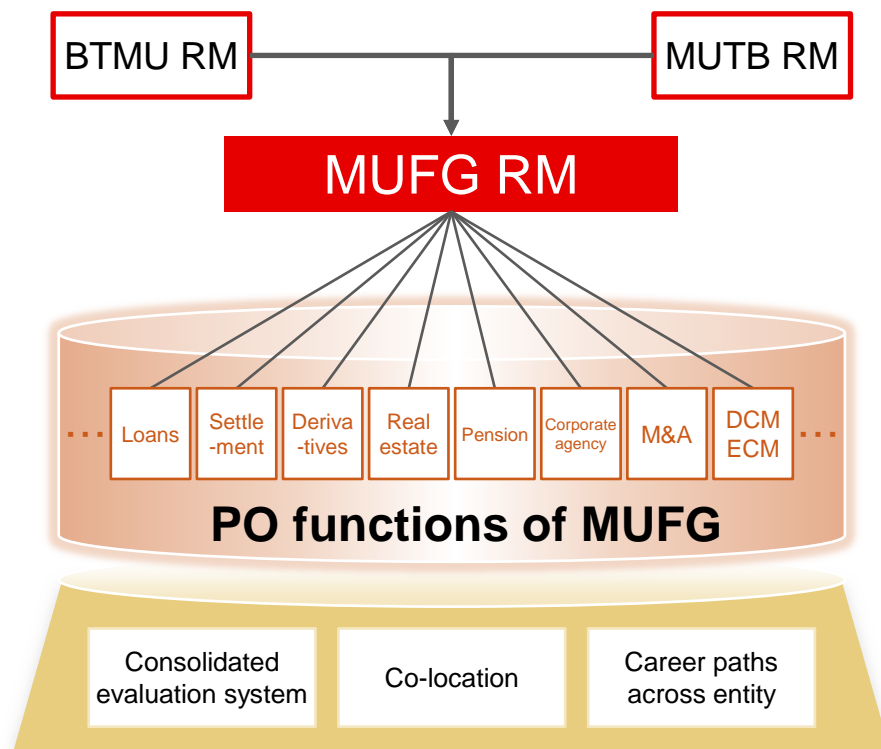 BTMU RM
MUTB RM
MUFG RM
... Loans
Settle
-ment
Deriva
-tives
Real
estate
Pension
Corporate
agency
M&A
DCM
ECM ...
PO functions of MUFG
Consolidated
evaluation system
Co-location
Career paths
across entity